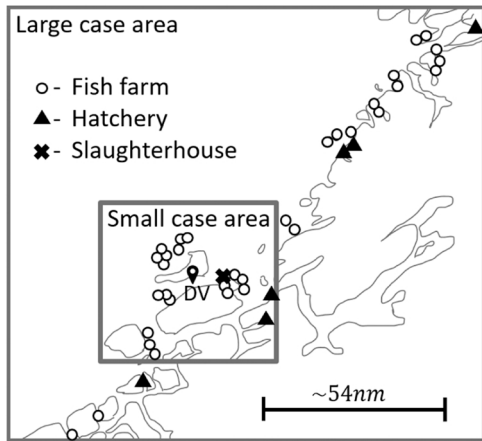 Large case area
- Fish farm
- Hatchery
- Slaughterhouse
Small case area
DV
~54nm